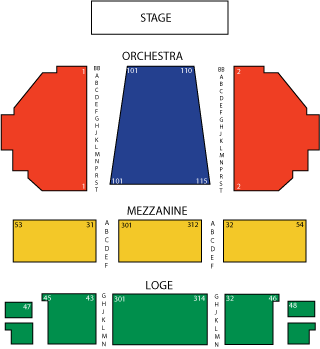 STAGE
ORCHESTRA
1 BB 101 110 BB 2
A A
B B
C C
D D
E E
F F
G G
H H
J J
K K
L L
M M
N N
P P
R R
S S
1 T 101 115 T 2
MEZZANINE
53 31 A 301 312 A 32 54
B B
C C
D D
E E
F F
LOGE
45 43 G 301 314 G 32 46
47 H H 48
J J
K K
L L
M M
N N